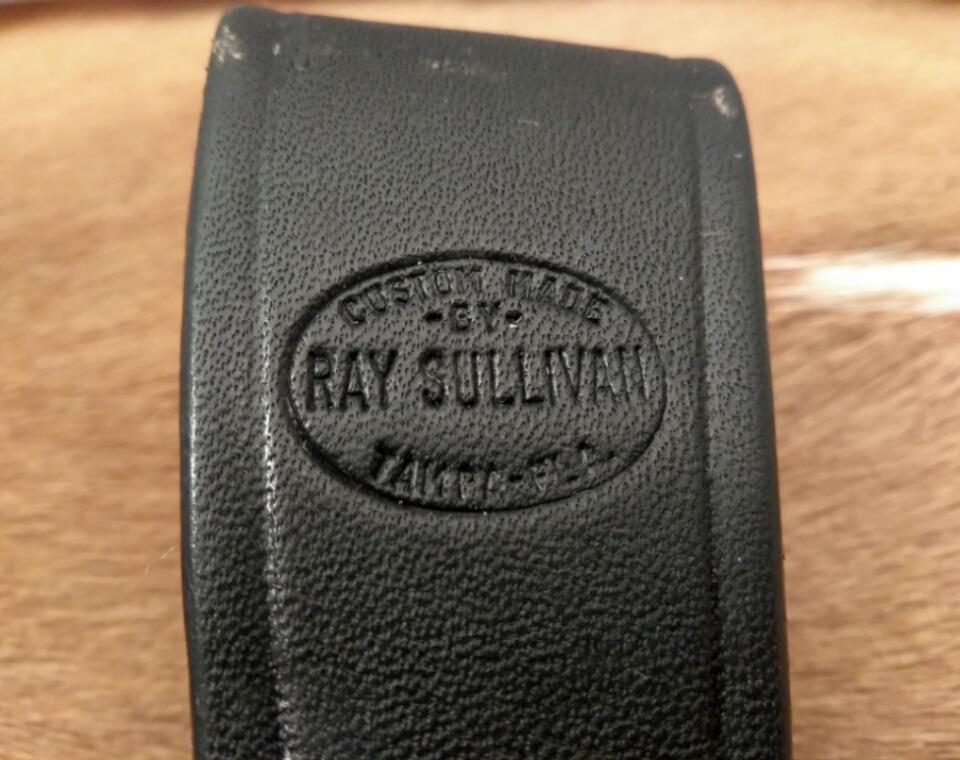 CUSTOM MADE
-BY-
RAY SULLIVAN
TAMPA-FLA.